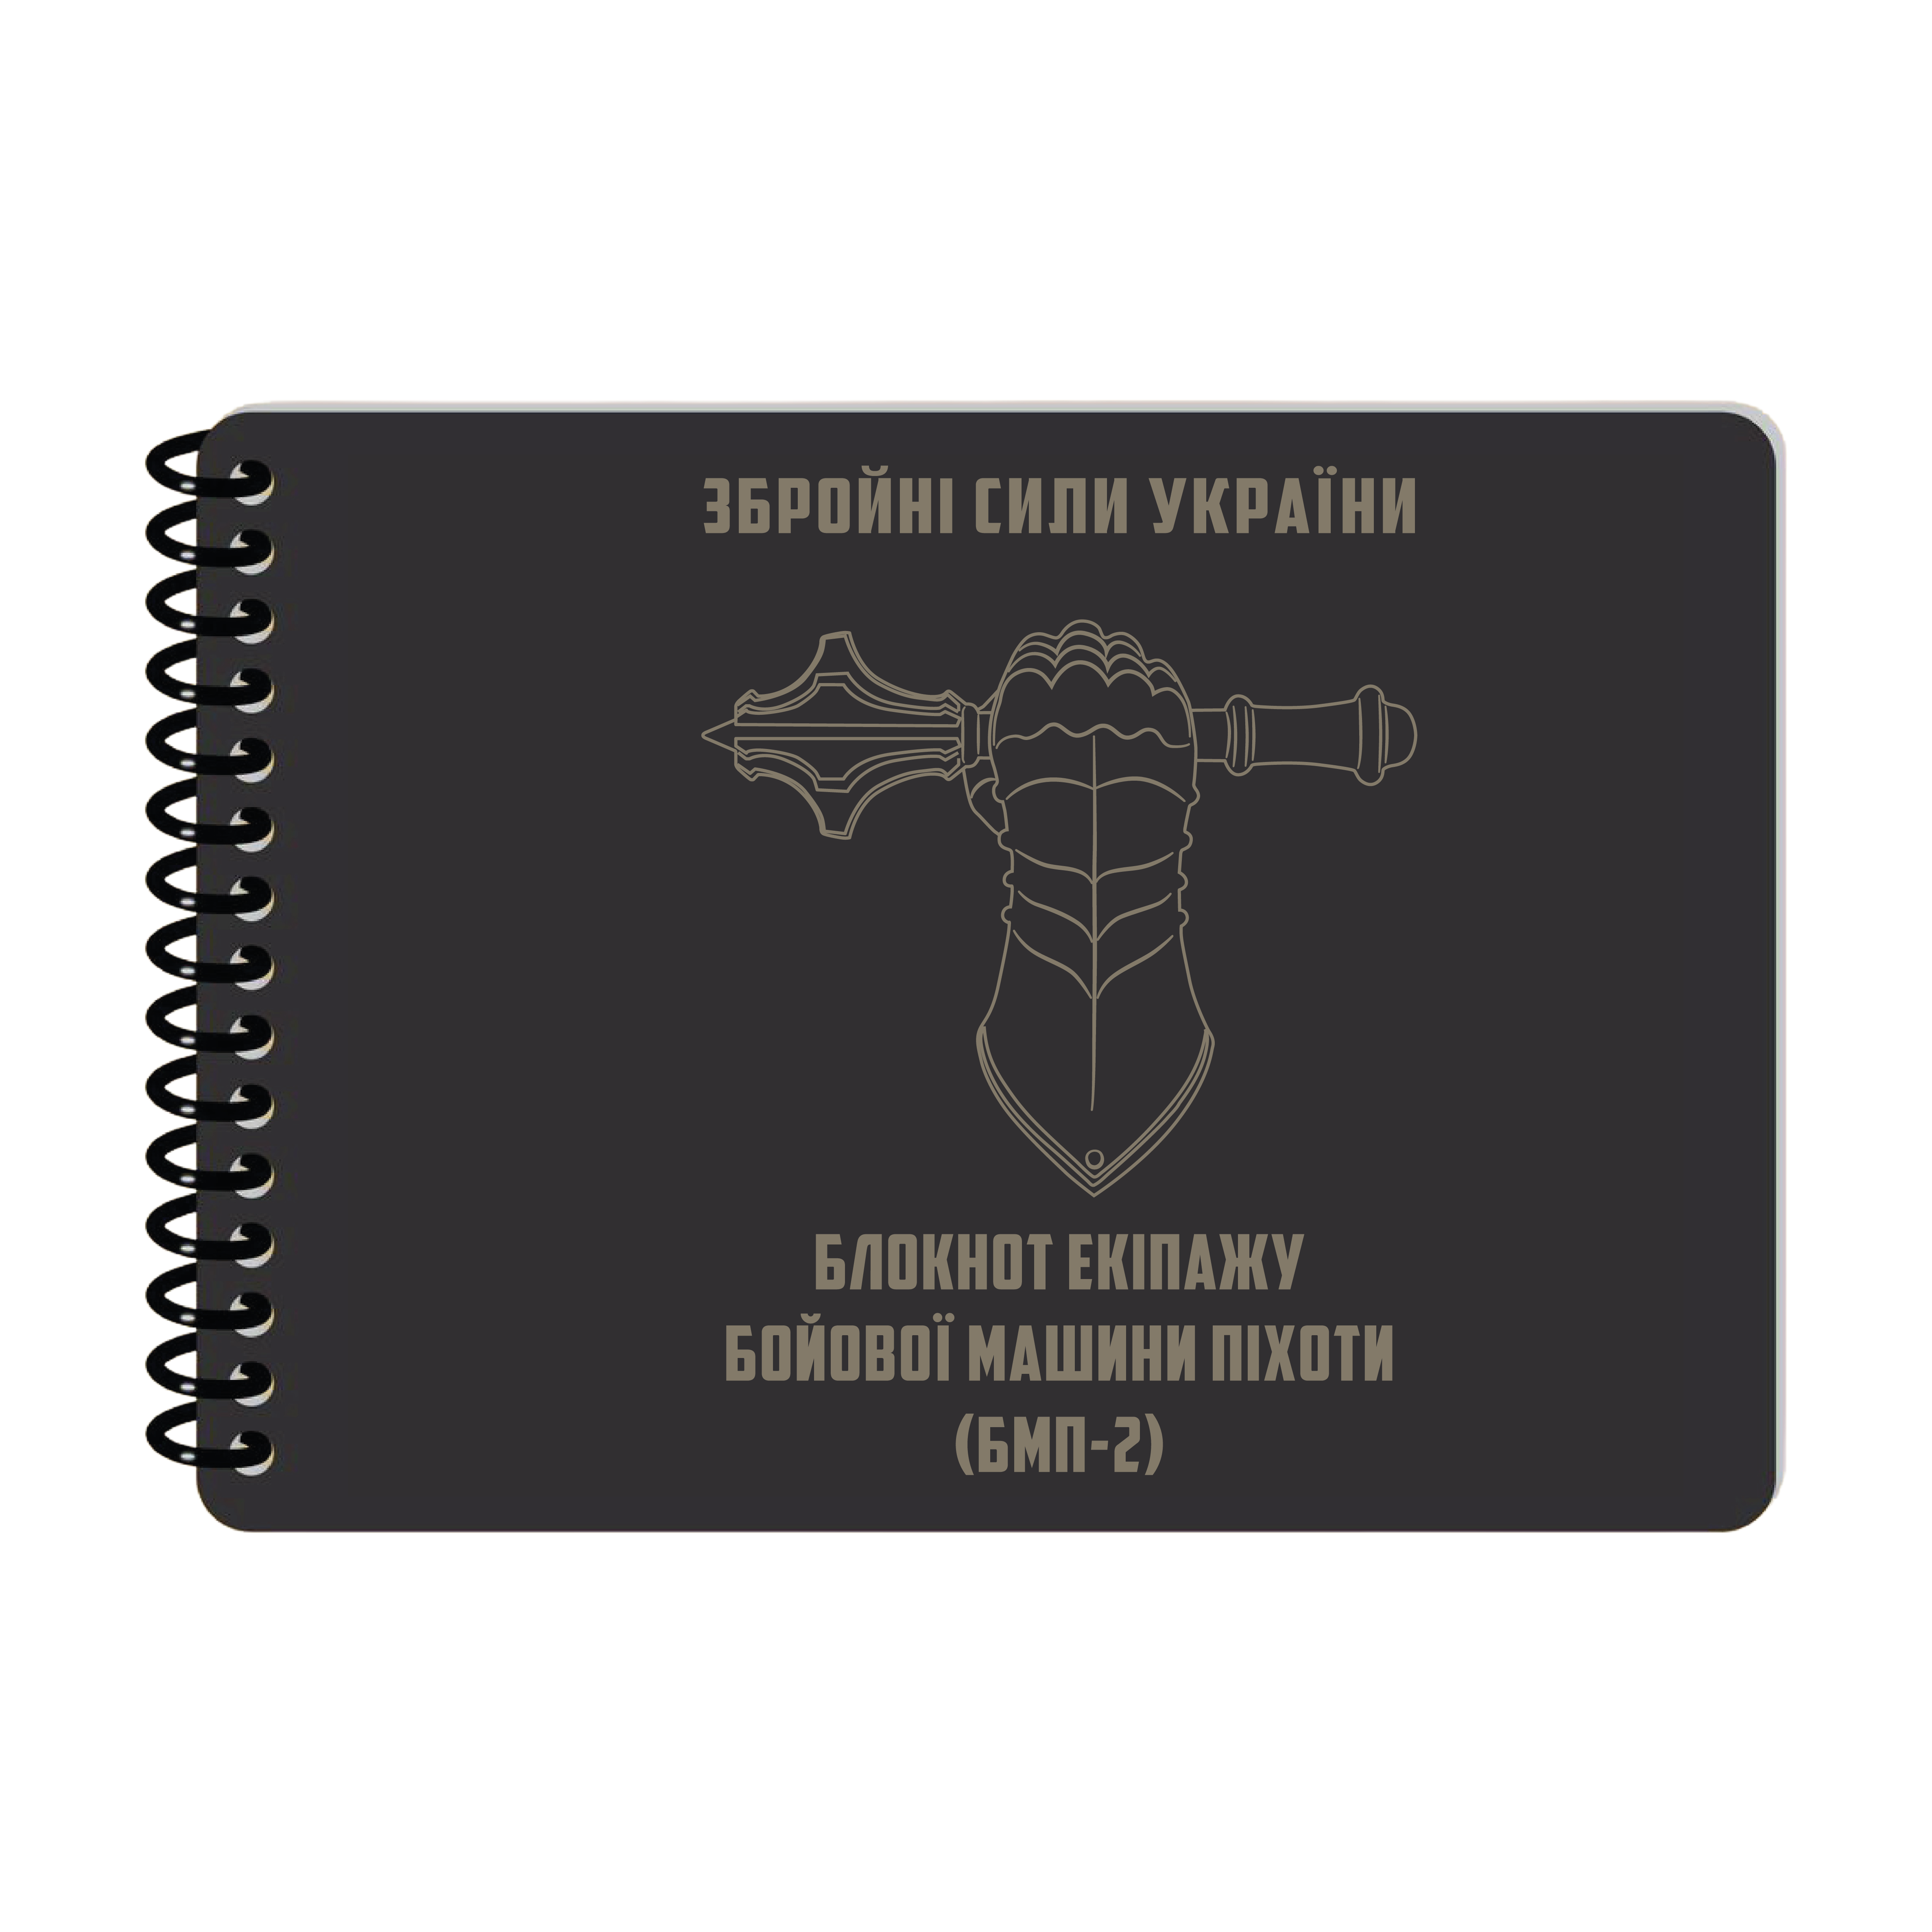 ЗБРОЙНІ СИЛИ УКРАЇНИ
БЛОКНОТ ЕКІПАЖУ
БОЙОВОЇ МАШИНИ ПІХОТИ
(БМП-2)